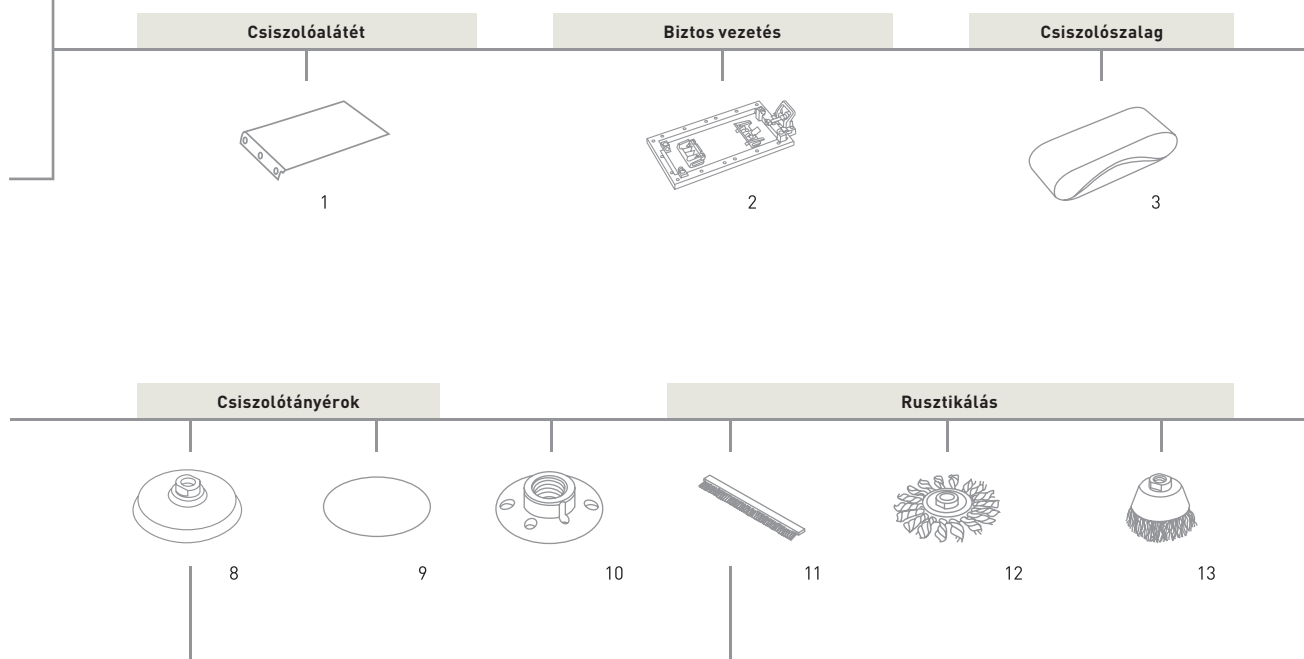 Csiszolóalátét
Biztos vezetés
Csiszolószalag
1
2
3
Csiszolótányérok
Rusztikálás
8
9
10
11
12
13